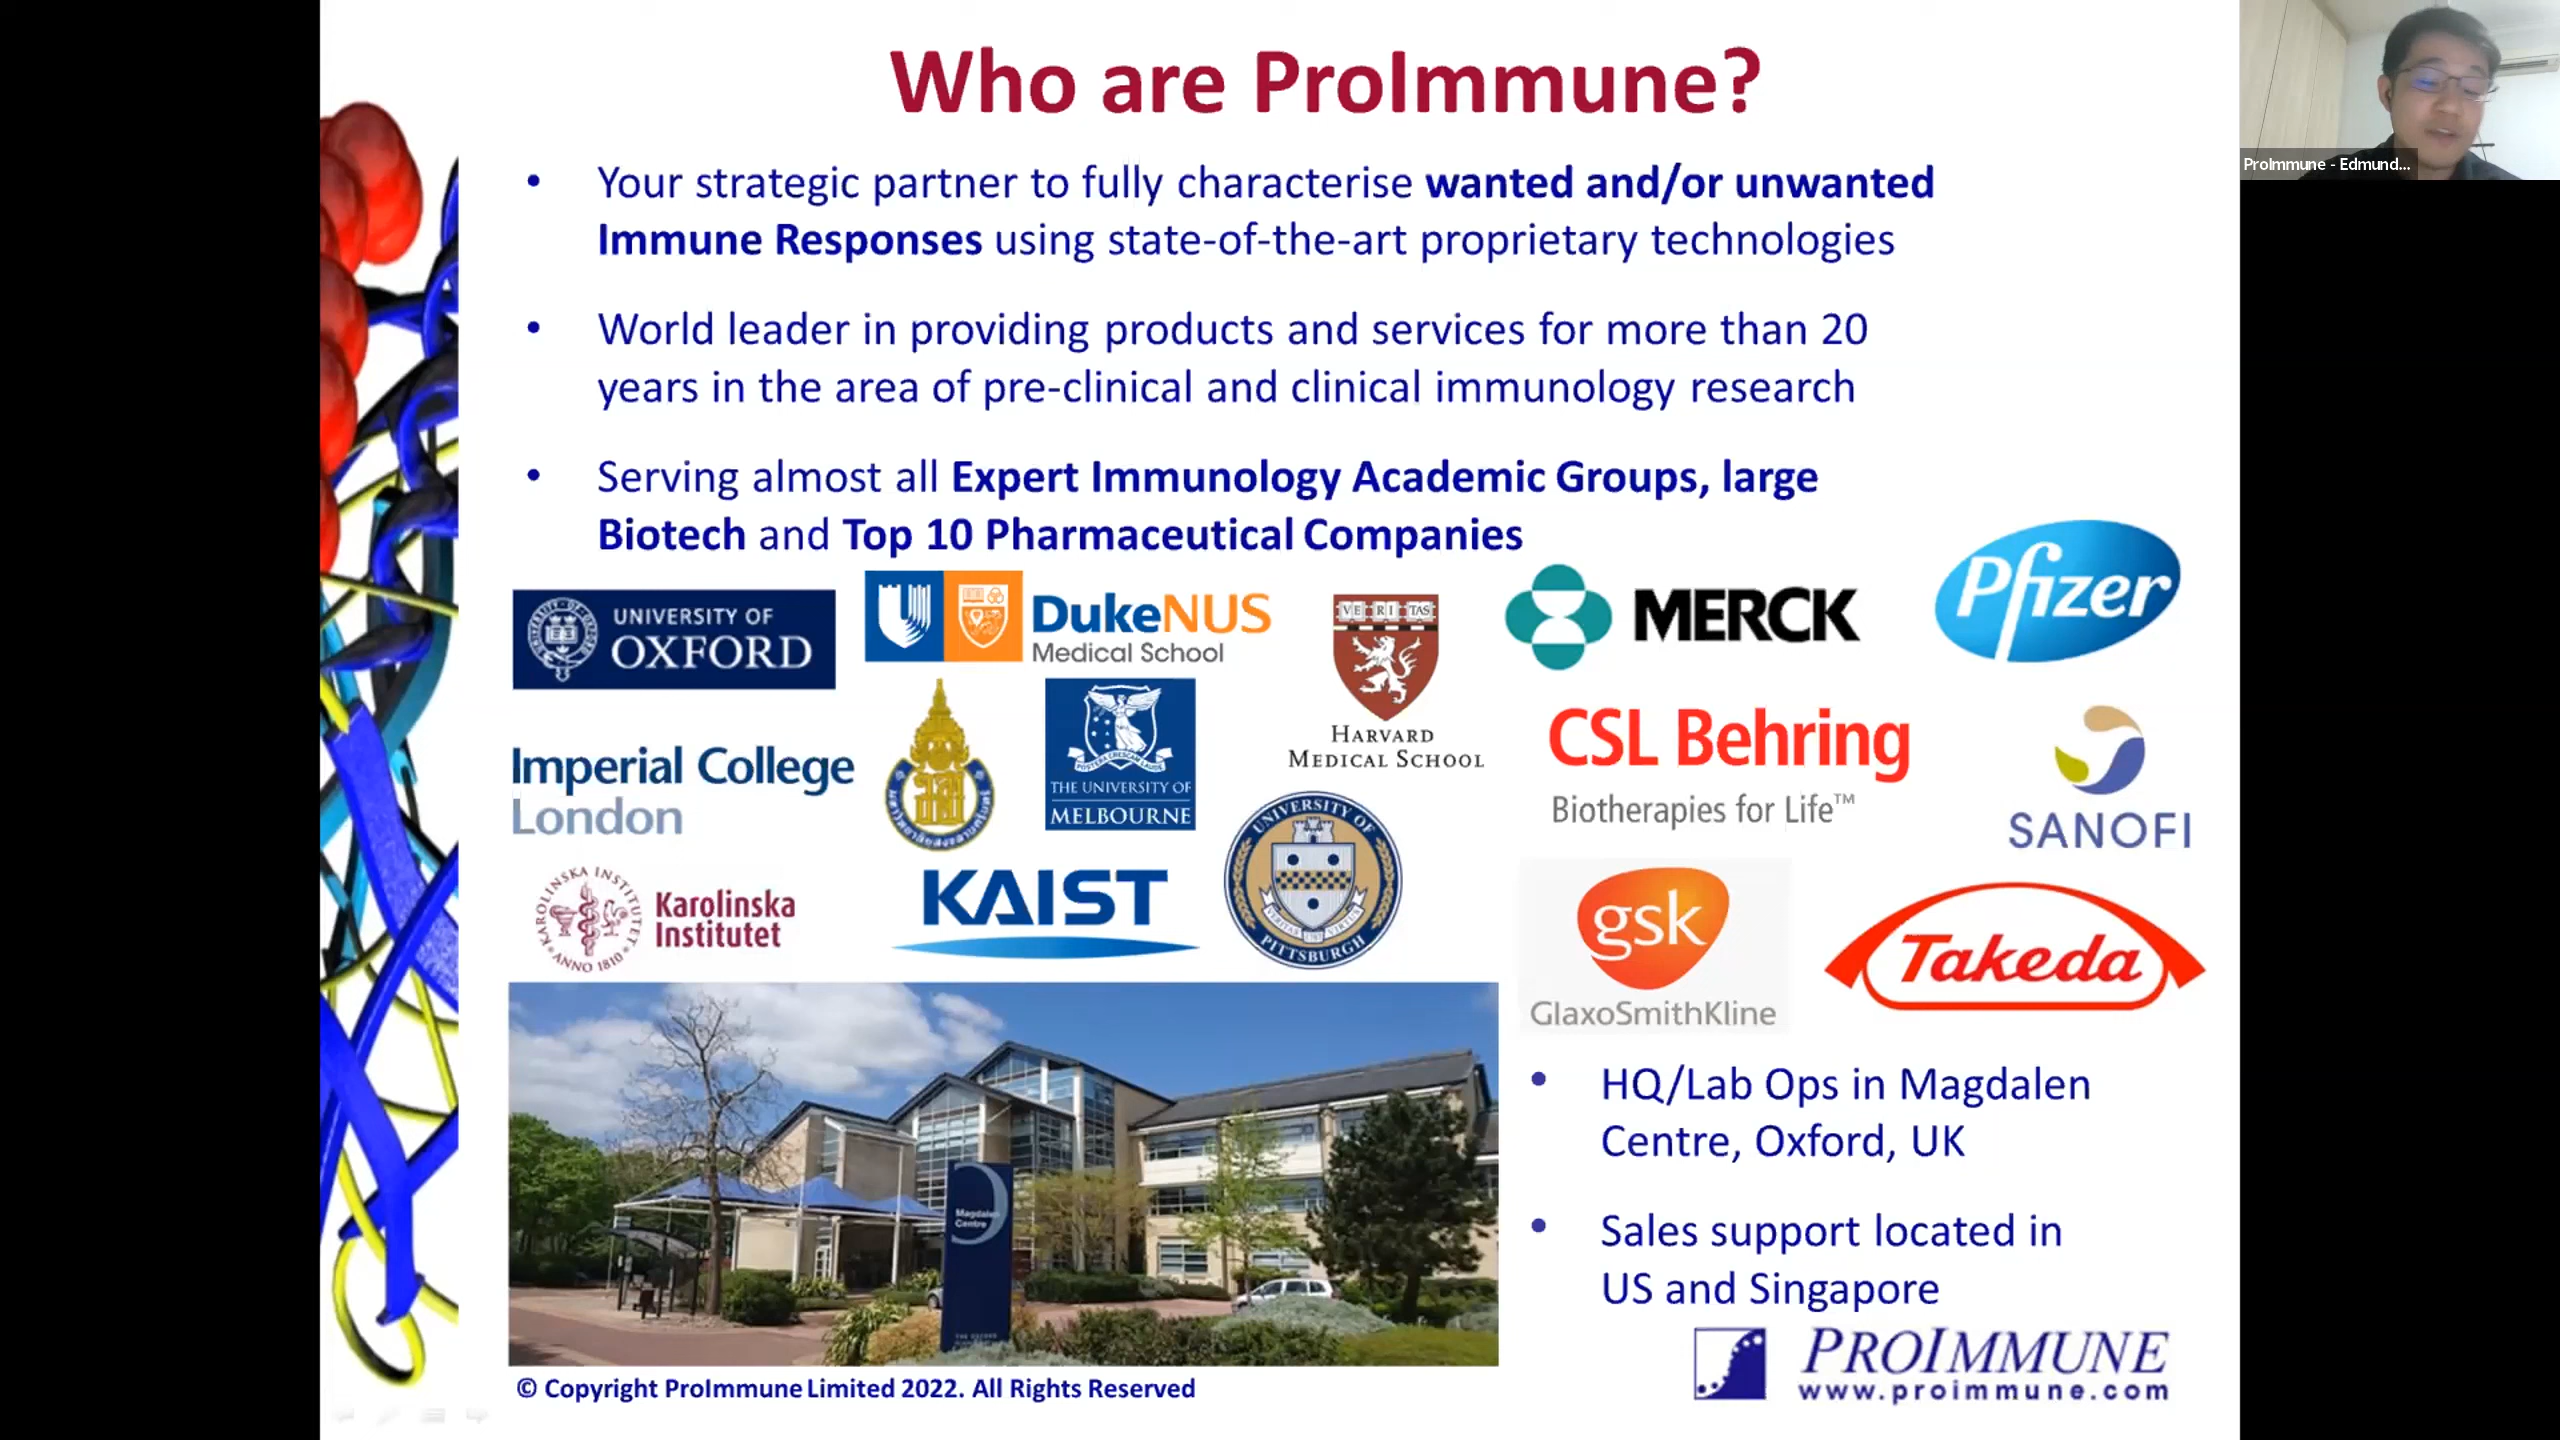 Who are ProImmune?
ProImmune - Edmund...
• Your strategic partner to fully characterise wanted and/or unwanted
Immune Responses using state-of-the-art proprietary technologies
• World leader in providing products and services for more than 20
years in the area of pre-clinical and clinical immunology research
• Serving almost all Expert Immunology Academic Groups, large
Biotech and Top 10 Pharmaceutical Companies
UNIVERSITY OF
OXFORD
DukeNUS
Medical School
VE RI TAS
HARVARD
MEDICAL SCHOOL
MERCK
Pfizer
Imperial College
London
THE UNIVERSITY OF
MELBOURNE
CSL Behring
Biotherapies for Life™
SANOFI
KAROLINSKA INSTITUTET
ANNO 1810
Karolinska
Institutet
KAIST
UNIVERSITY OF
PITTSBURGH
gsk
GlaxoSmithKline
Takeda
Magdalen
Centre
• HQ/Lab Ops in Magdalen
Centre, Oxford, UK
• Sales support located in
US and Singapore
PROIMMUNE
www.proimmune.com
© Copyright ProImmune Limited 2022. All Rights Reserved